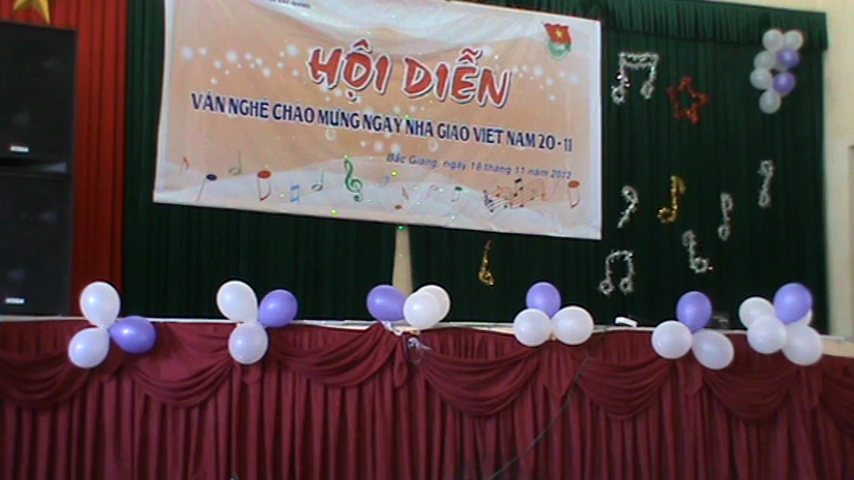 HỘI DIỄN
VĂN NGHỆ CHÀO MỪNG NGÀY NHÀ GIÁO VIỆT NAM 20 - 11
Bắc Giang, ngày 18 tháng 11 năm 2012